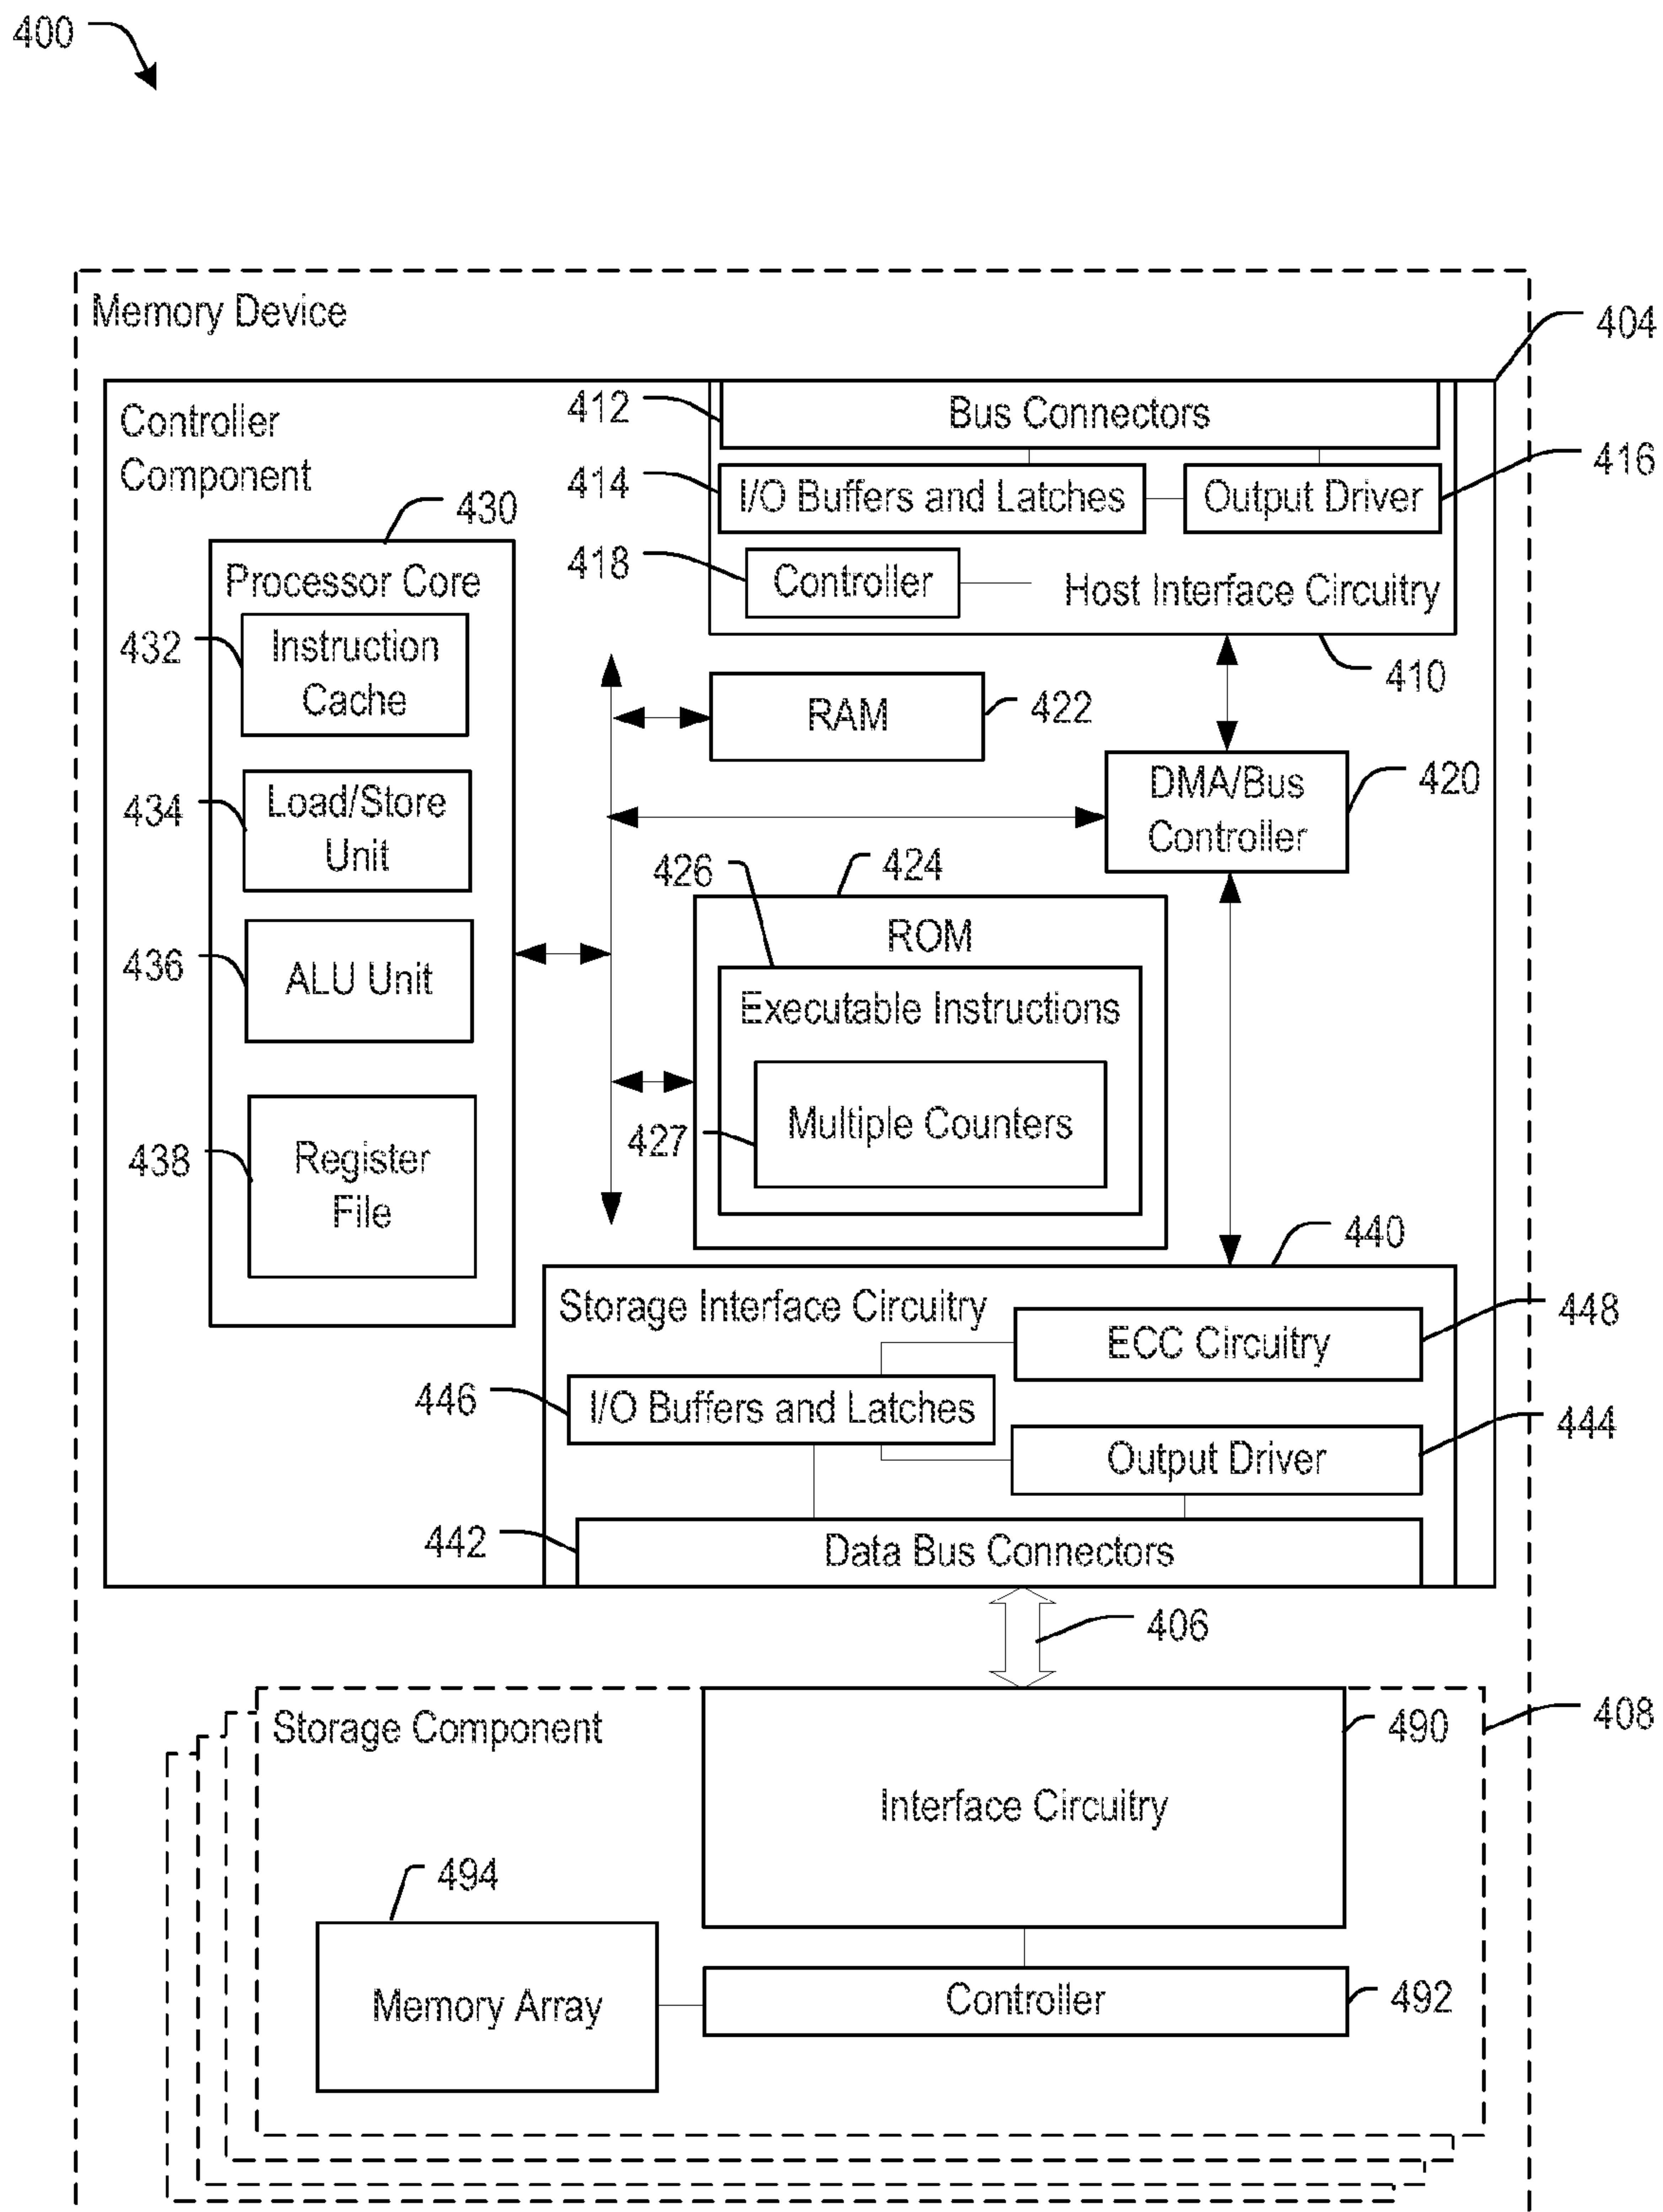 400
Memory Device
404
Controller
Component
412
Bus Connectors
414
I/O Buffers and Latches
Output Driver
416
418
Controller
Host Interface Circuitry
410
430
Processor Core
432
Instruction
Cache
434
Load/Store
Unit
436
ALU Unit
438
Register
File
RAM
422
DMA/Bus
Controller
420
424
426
ROM
Executable Instructions
427
Multiple Counters
440
Storage Interface Circuitry
ECC Circuitry
448
446
I/O Buffers and Latches
Output Driver
444
442
Data Bus Connectors
406
Storage Component
408
490
Interface Circuitry
494
Memory Array
Controller
492